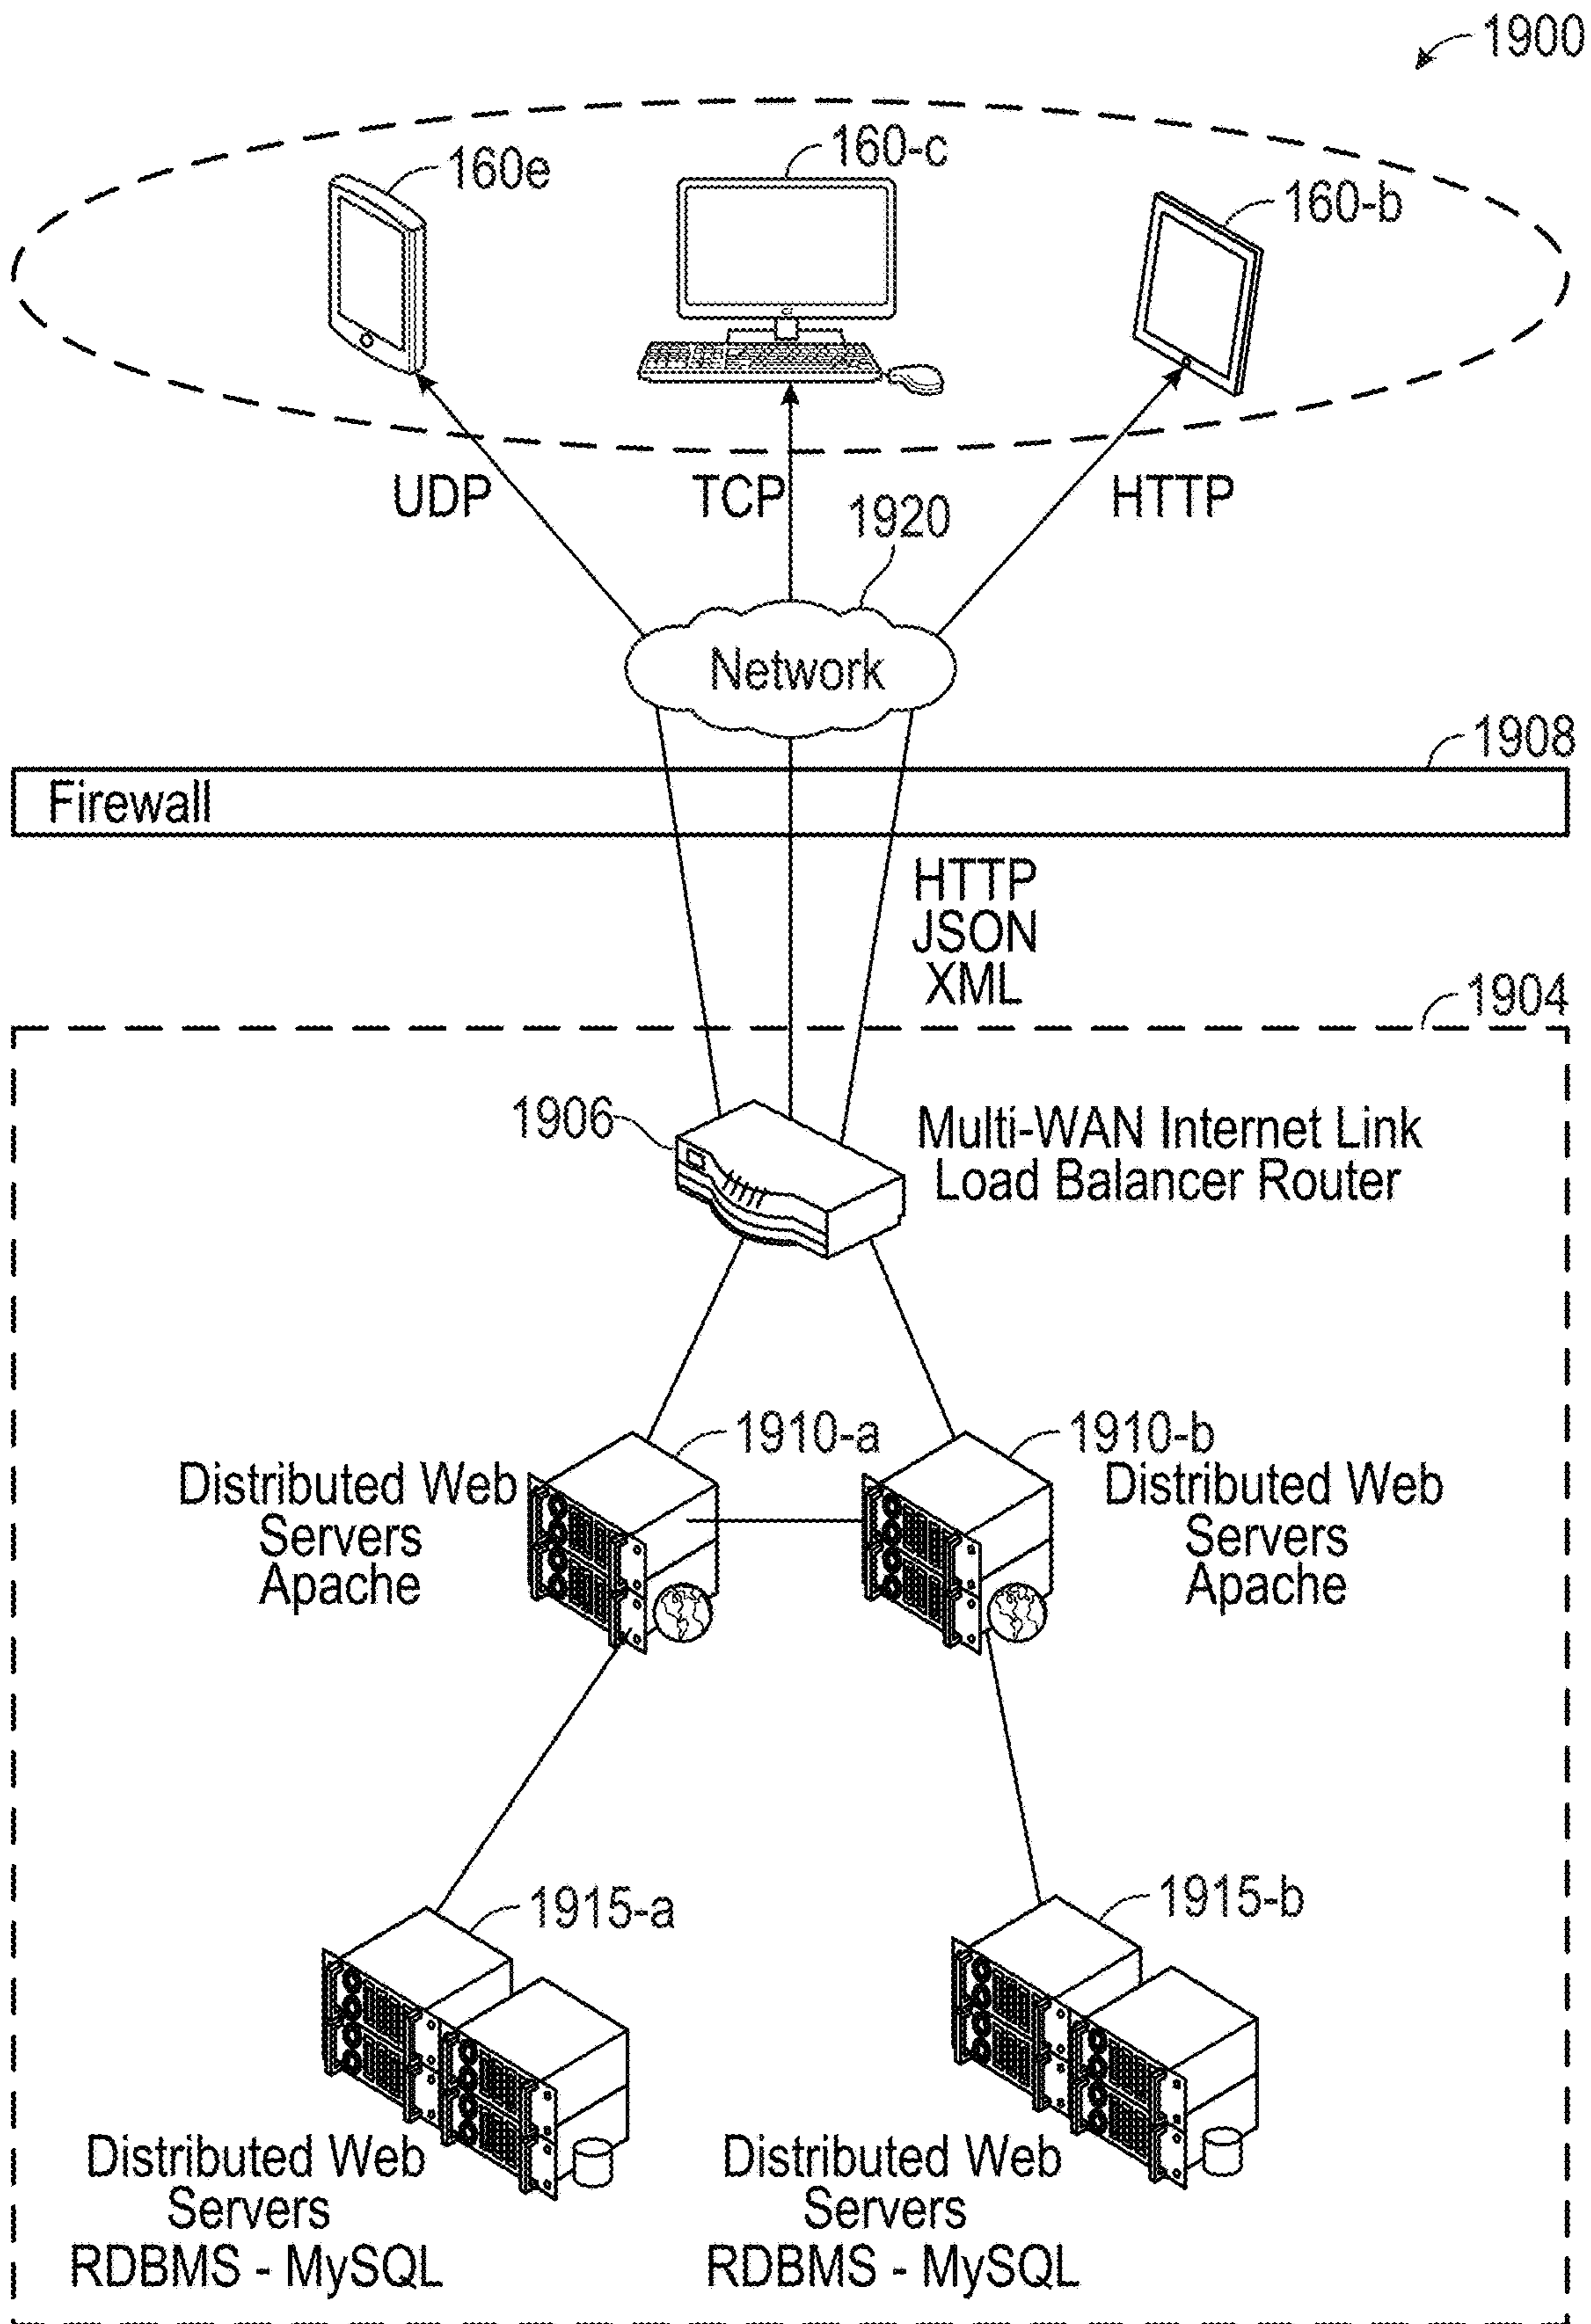 1900
160e
160-c
160-b
UDP
TCP
HTTP
1920
Network
1908
Firewall
HTTP
JSON
XML
1904
1906
Multi-WAN Internet Link
Load Balancer Router
1910-a
1910-b
Distributed Web
Servers
Apache
Distributed Web
Servers
Apache
1915-a
1915-b
Distributed Web
Servers
RDBMS - MySQL
Distributed Web
Servers
RDBMS - MySQL